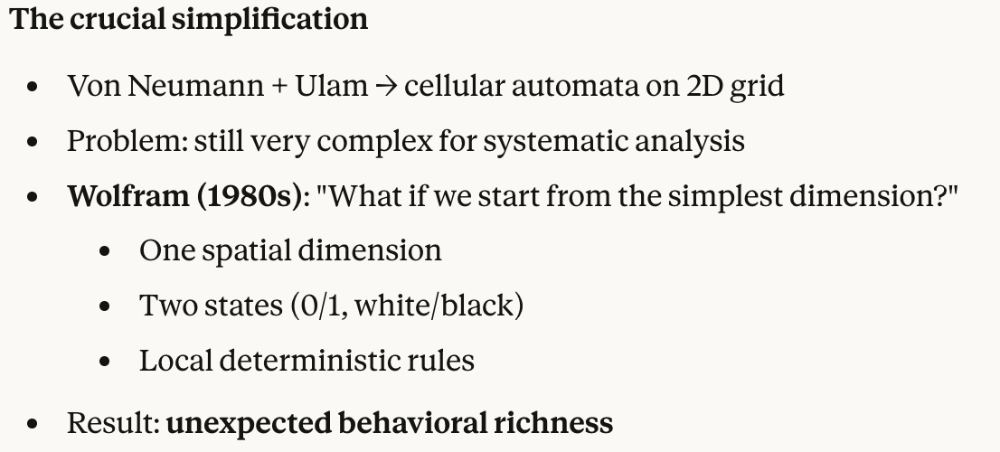 The crucial simplification
• Von Neumann + Ulam → cellular automata on 2D grid
• Problem: still very complex for systematic analysis
• Wolfram (1980s): "What if we start from the simplest dimension?"
• One spatial dimension
• Two states (0/1, white/black)
• Local deterministic rules
• Result: unexpected behavioral richness